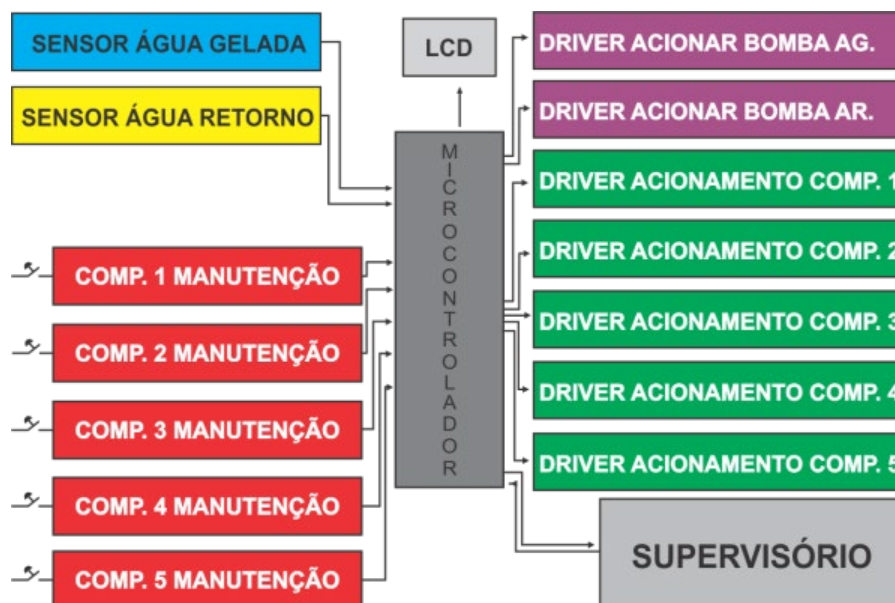 SENSOR ÁGUA GELADA
SENSOR ÁGUA RETORNO
COMP. 1 MANUTENÇÃO
COMP. 2 MANUTENÇÃO
COMP. 3 MANUTENÇÃO
COMP. 4 MANUTENÇÃO
COMP. 5 MANUTENÇÃO
LCD
MICROCONTROLADOR
DRIVER ACIONAR BOMBA AG.
DRIVER ACIONAR BOMBA AR.
DRIVER ACIONAMENTO COMP. 1
DRIVER ACIONAMENTO COMP. 2
DRIVER ACIONAMENTO COMP. 3
DRIVER ACIONAMENTO COMP. 4
DRIVER ACIONAMENTO COMP. 5
SUPERVISÓRIO